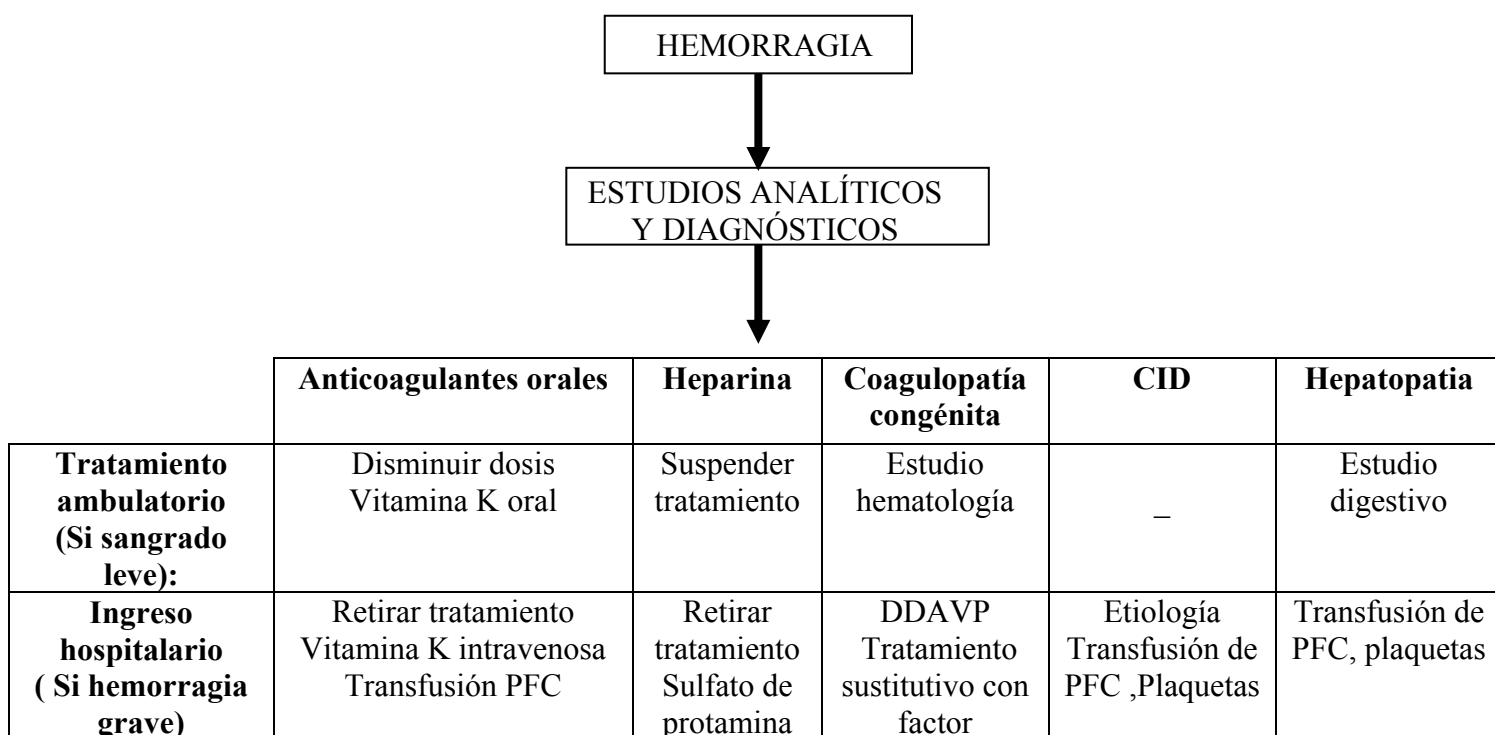 HEMORRAGIA
ESTUDIOS ANALÍTICOS
Y DIAGNÓSTICOS
Anticoagulantes orales
Heparina
Coagulopatía
congénita
CID
Hepatopatia
Tratamiento
ambulatorio
(Si sangrado
leve):
Disminuir dosis
Vitamina K oral
Suspender
tratamiento
Estudio
hematología
_
Estudio
digestivo
Ingreso
hospitalario
( Si hemorragia
grave)
Retirar tratamiento
Vitamina K intravenosa
Transfusión PFC
Retirar
tratamiento
Sulfato de
protamina
DDAVP
Tratamiento
sustitutivo con
factor
Etiología
Transfusión de
PFC ,Plaquetas
Transfusión de
PFC, plaquetas